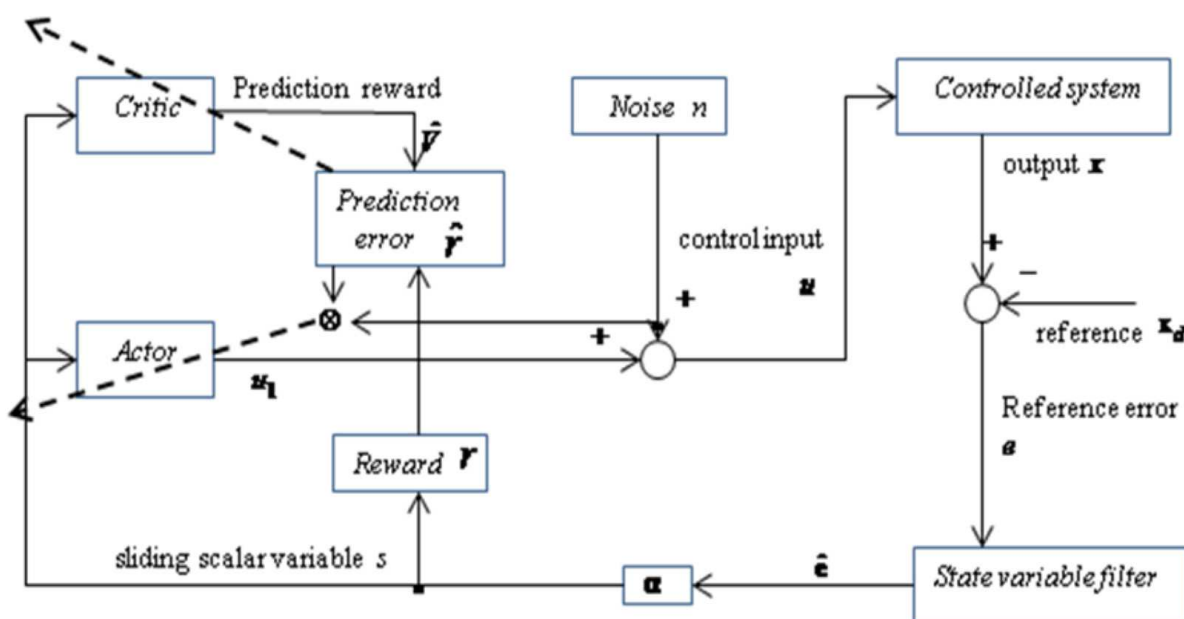 Prediction reward
Critic
V̂
Noise n
Controlled system
output x
Prediction
error r̂
control input
u
+
−
+
+
reference x_d
Actor
u₁
Reference error
e
Reward r
sliding scalar variable s
α
ê
State variable filter